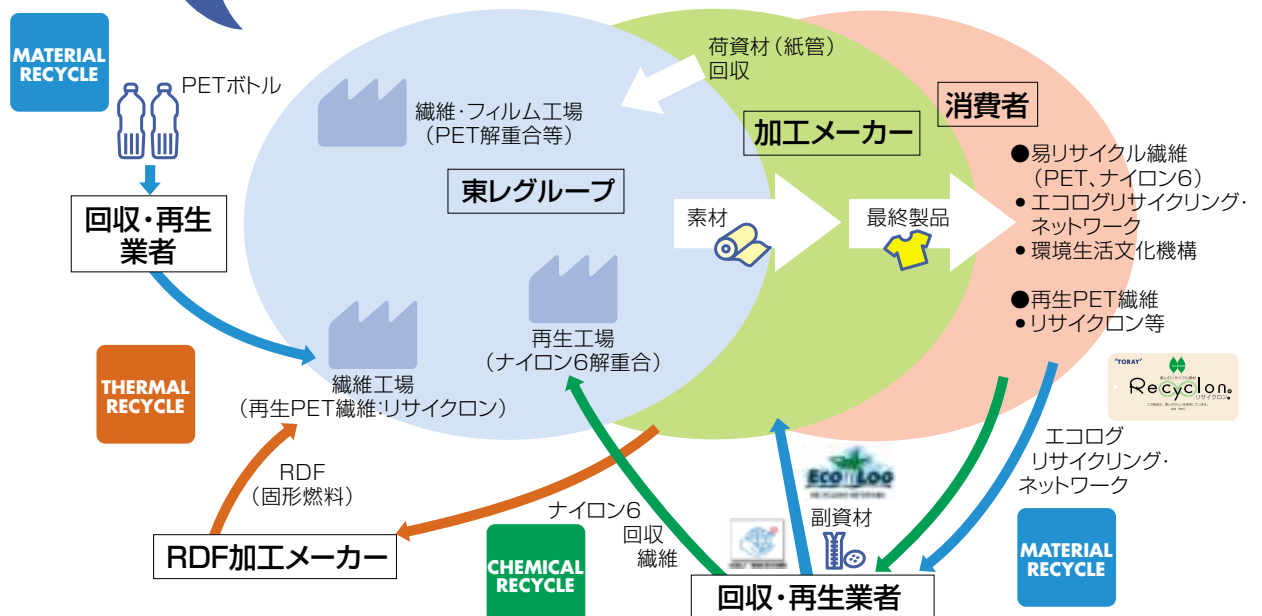 MATERIAL
RECYCLE
PETボトル
回収・再生
業者
荷資材（紙管）
回収
繊維・フィルム工場
（PET解重合等）
東レグループ
加工メーカー
消費者
素材
最終製品
●易リサイクル繊維
（PET、ナイロン6）
• エコログリサイクリング・
ネットワーク
• 環境生活文化機構
●再生PET繊維
• リサイクロン等
再生工場
（ナイロン6解重合）
繊維工場
（再生PET繊維：リサイクロン）
THERMAL
RECYCLE
RDF
（固形燃料）
RDF加工メーカー
ナイロン6
回収
繊維
CHEMICAL
RECYCLE
EcoLog
副資材
回収・再生業者
'TORAY'
Recyclon®
リサイクロン®
エコログ
リサイクリング・
ネットワーク
MATERIAL
RECYCLE